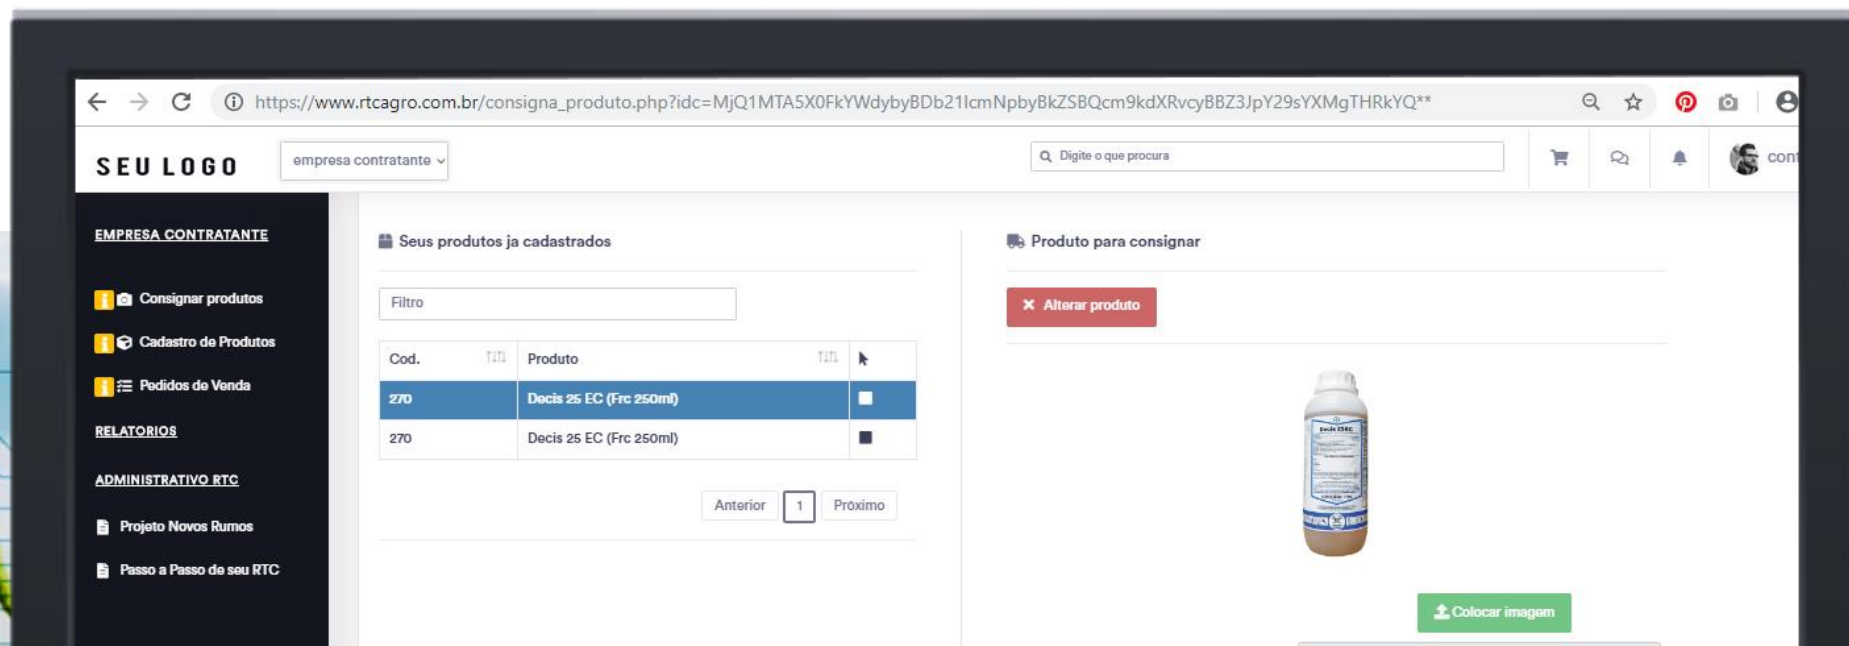 https://www.rtcagro.com.br/consigna_produto.php?idc=MjQ1MTA5X0FkYWdybyBDb21lcmNpbyBkZSBQcm9kdXRvcyBBZ3JpY29sYXMgTHRkYQ**
SEU LOGO
empresa contratante
Digite o que procura
cont
EMPRESA CONTRATANTE
Consignar produtos
Cadastro de Produtos
Pedidos de Venda
RELATORIOS
ADMINISTRATIVO RTC
Projeto Novos Rumos
Passo a Passo de seu RTC
Seus produtos ja cadastrados
Filtro
Cod. Produto
270 Decis 25 EC (Frc 250ml)
270 Decis 25 EC (Frc 250ml)
Anterior 1 Próximo
Produto para consignar
Alterar produto
Decis 25 EC
Colocar imagem